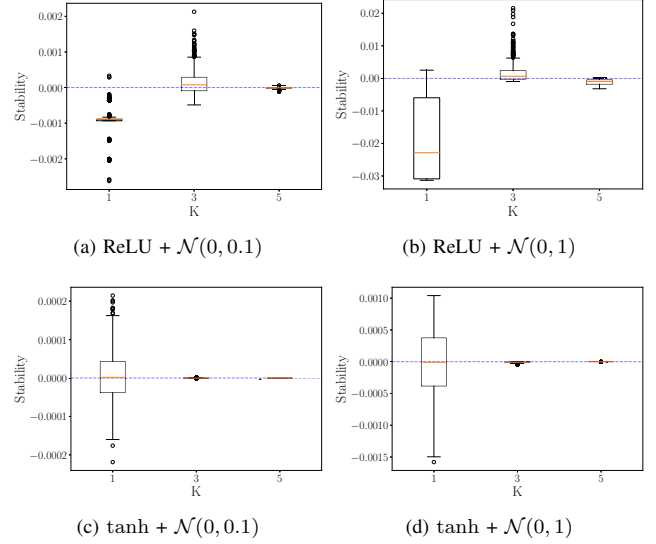 0.002
0.001
0.000
−0.001
−0.002
Stability
1
3
5
K
(a) ReLU + 𝒩(0, 0.1)
0.02
0.01
0.00
−0.01
−0.02
−0.03
Stability
1
3
5
K
(b) ReLU + 𝒩(0, 1)
0.0002
0.0001
0.0000
−0.0001
−0.0002
Stability
1
3
5
K
(c) tanh + 𝒩(0, 0.1)
0.0010
0.0005
0.0000
−0.0005
−0.0010
−0.0015
Stability
1
3
5
K
(d) tanh + 𝒩(0, 1)